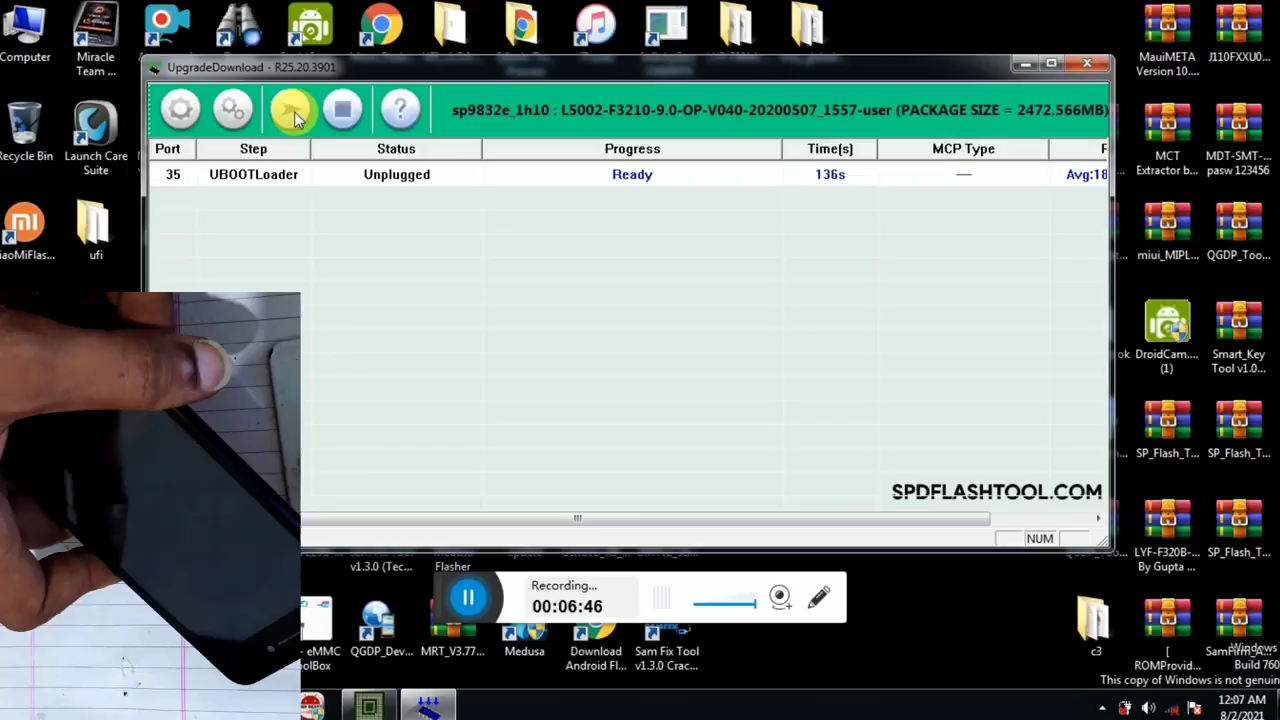 Computer
Miracle
Team ...
MauiMETA
Version 10....
J110FXXU0...
UpgradeDownload - R25.20.3901
sp9832e_1h10 : L5002-F3210-9.0-OP-V040-20200507_1557-user (PACKAGE SIZE = 2472.566MB)
Port
Step
Status
Progress
Time(s)
MCP Type
35
UBOOTLoader
Unplugged
Ready
136s
—
Avg:18
Recycle Bin
Launch Care
Suite
MCT
Extractor b...
MDT-SMT-...
pasw 123456
iaoMiFlas...
ufi
miui_MIPL...
QGDP_Too...
DroidCam....
(1)
Smart_Key
Tool v1.0...
SP_Flash_T...
SP_Flash_T...
SPDFLASHTOOL.COM
NUM
LYF-F320B-...
By Gupta ...
SP_Flash_T...
v1.3.0 (Tec...
Flasher
Recording...
00:06:46
- eMMC
oolBox
QGDP_Dev...
MRT_V3.77...
Medusa
Download
Android Fl...
Sam Fix Tool
v1.3.0 Crac...
c3
[
ROMProvid...
Windows
Build 760
This copy of Windows is not genuin
12:07 AM
8/2/2021